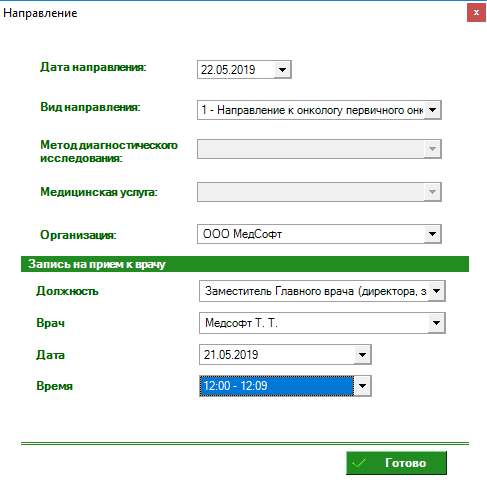 Направление
Дата направления: 22.05.2019
Вид направления: 1 - Направление к онкологу первичного онк
Метод диагностического
исследования:
Медицинская услуга:
Организация: ООО МедСофт
Запись на прием к врачу
Должность Заместитель Главного врача (директора, з
Врач Медсофт Т. Т.
Дата 21.05.2019
Время 12:00 - 12:09
Готово